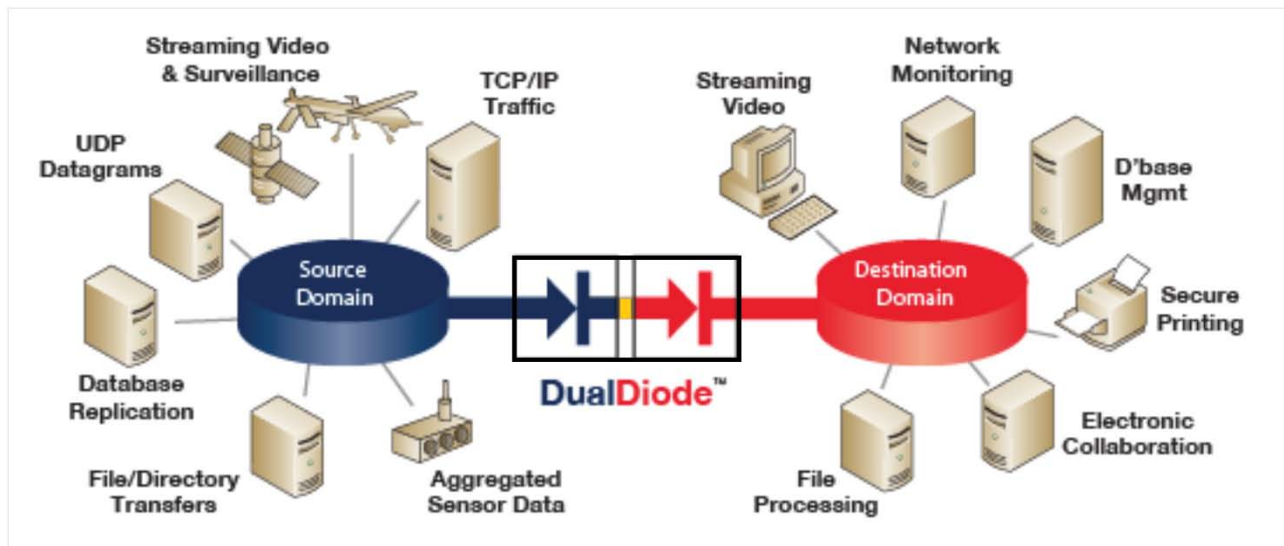 Streaming Video
& Surveillance
TCP/IP
Traffic
UDP
Datagrams
Source
Domain
Database
Replication
File/Directory
Transfers
Aggregated
Sensor Data
DualDiode™
Streaming
Video
Network
Monitoring
D'base
Mgmt
Destination
Domain
Secure
Printing
Electronic
Collaboration
File
Processing